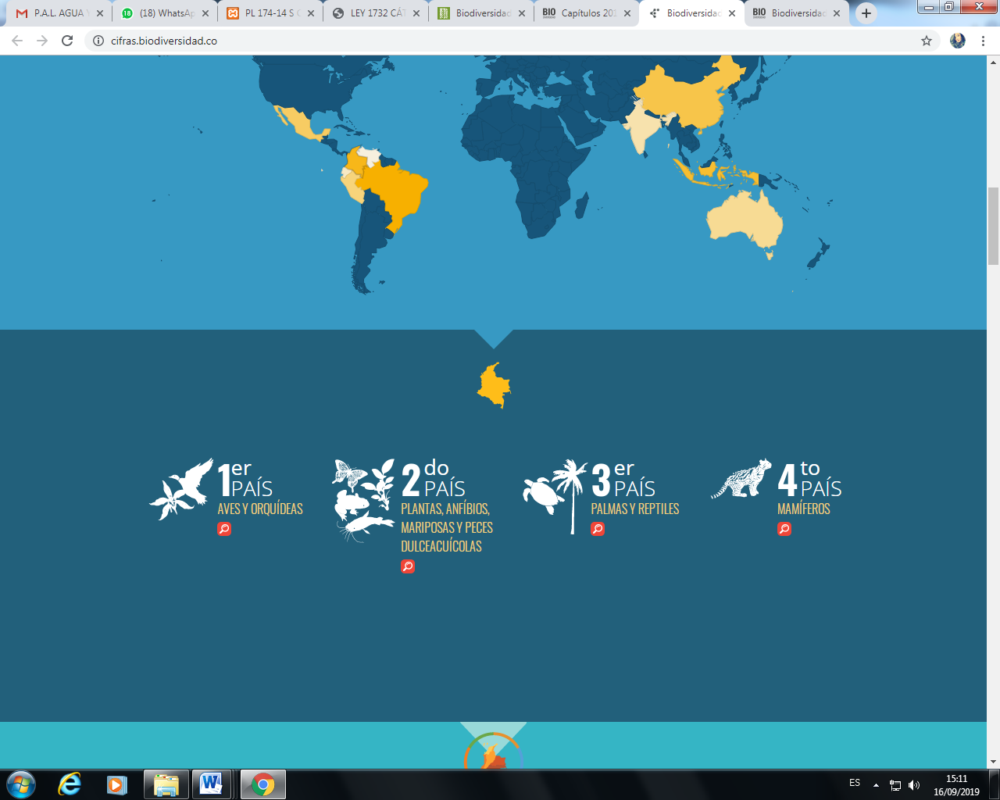 P.A.L. AGUA
(18) WhatsAp
PL 174-14 S
LEY 1732 CÁT
Biodiversidad
BIO Capítulos 201
Biodiversidad
BIO Biodiversidad
cifras.biodiversidad.co
1er PAÍS
AVES Y ORQUÍDEAS
2do PAÍS
PLANTAS, ANFÍBIOS,
MARIPOSAS Y PECES
DULCEACUÍCOLAS
3er PAÍS
PALMAS Y REPTILES
4to PAÍS
MAMÍFEROS
ES
15:11
16/09/2019